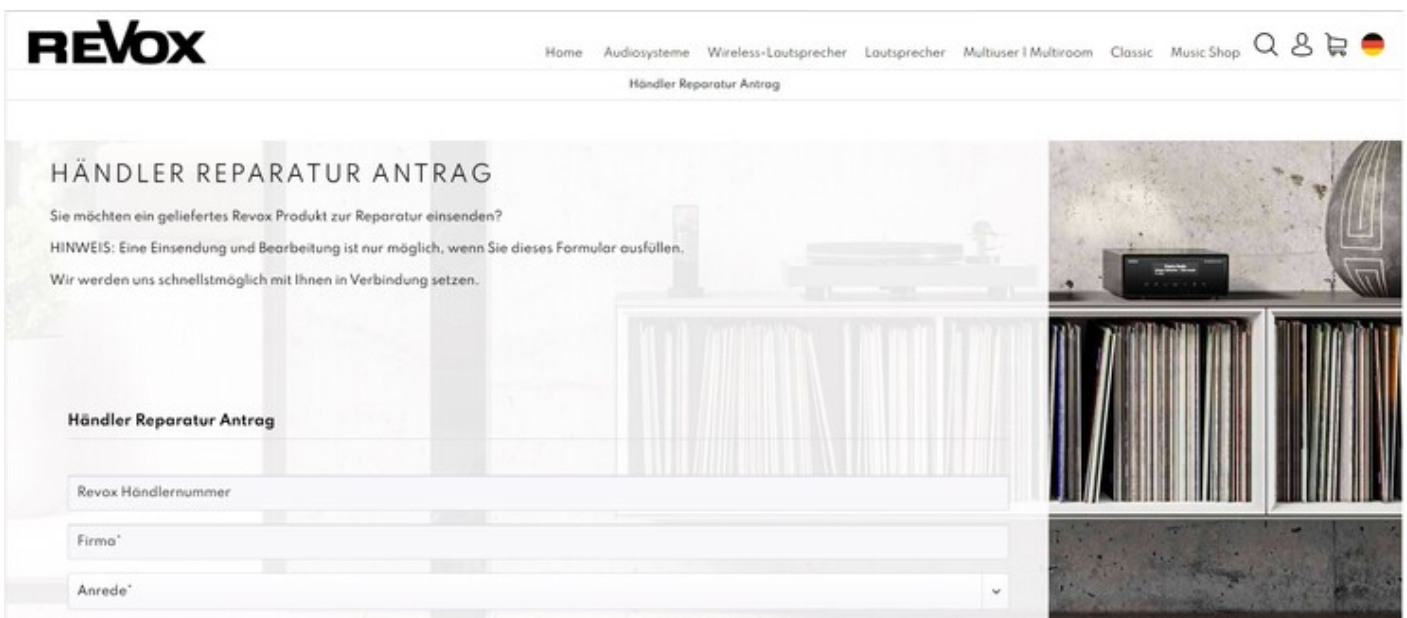 REVOX
Home Audiosysteme Wireless-Lautsprecher Lautsprecher Multiuser I Multiroom Classic Music Shop
Händler Reparatur Antrag
HÄNDLER REPARATUR ANTRAG
Sie möchten ein geliefertes Revox Produkt zur Reparatur einsenden?
HINWEIS: Eine Einsendung und Bearbeitung ist nur möglich, wenn Sie dieses Formular ausfüllen.
Wir werden uns schnellstmöglich mit Ihnen in Verbindung setzen.
Händler Reparatur Antrag
Revox Händlernummer
Firma*
Anrede*